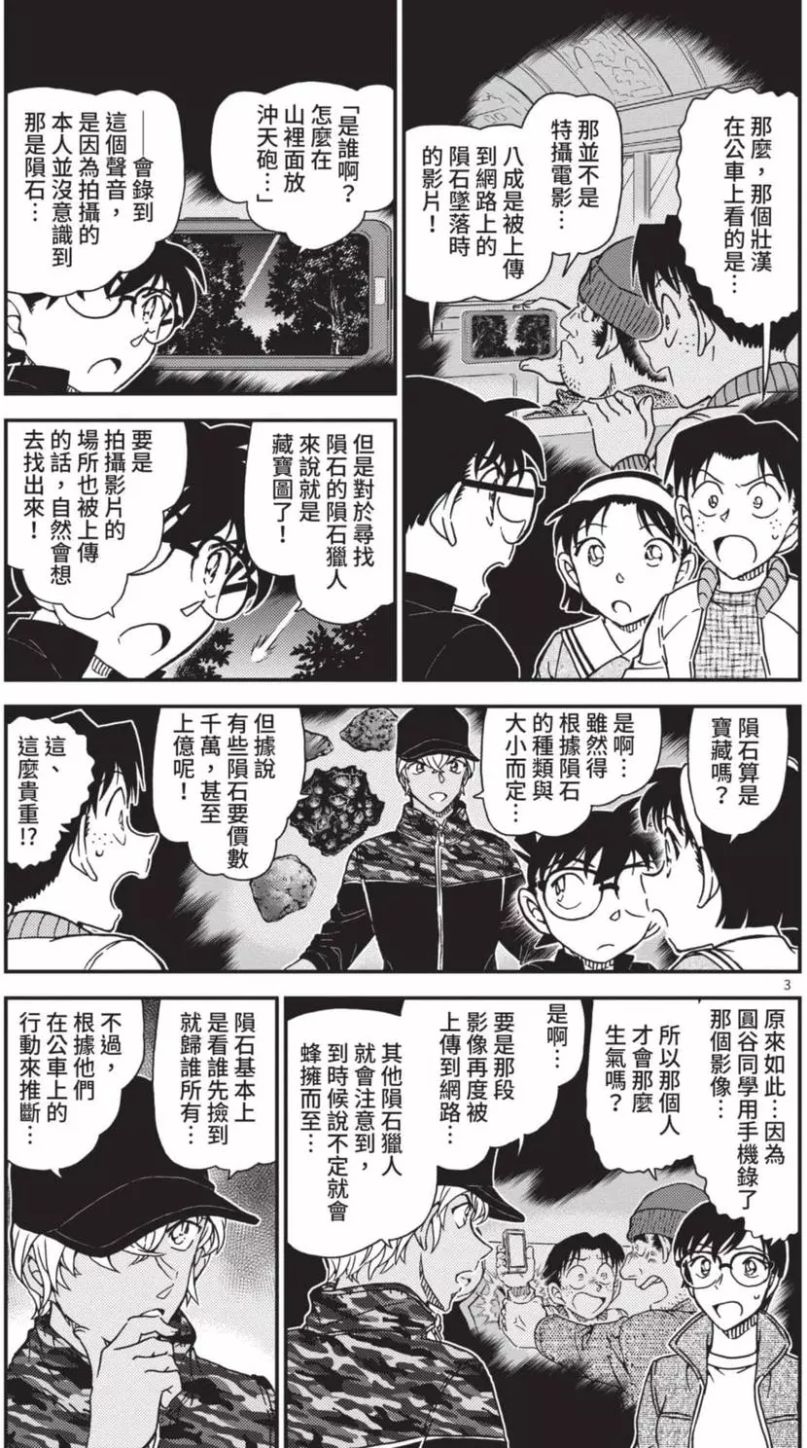 那麼，那個壯漢
在公車上看的是…
那並不是
特攝電影…
八成是被上傳
到網路上的
隕石墜落時
的影片！
「是誰啊？
怎麼在
山裡面放
沖天砲…」
——會錄到
這個聲音，
是因為拍攝的
本人並沒意識到
那是隕石…
但是對於尋找
隕石的隕石獵人
來說就是
藏寶圖了！
要是
拍攝影片的
場所也被上傳
的話，自然會想
去找出來！
隕石算是
寶藏嗎？
是啊…
雖然得
根據隕石
的種類與
大小而定…
但據說
有些隕石要價數
千萬，甚至
上億呢！
這、
這麼貴重!?
3
原來如此…因為
圓谷同學用手機錄了
那個影像…
所以那個人
才會那麼
生氣嗎？
是啊…
要是那段
影像再度被
上傳到網路…
其他隕石獵人
就會注意到，
到時候說不定就會
蜂擁而至…
隕石基本上
是看誰先撿到
就歸誰所有…
不過，
根據他們
在公車上的
行動來推斷…